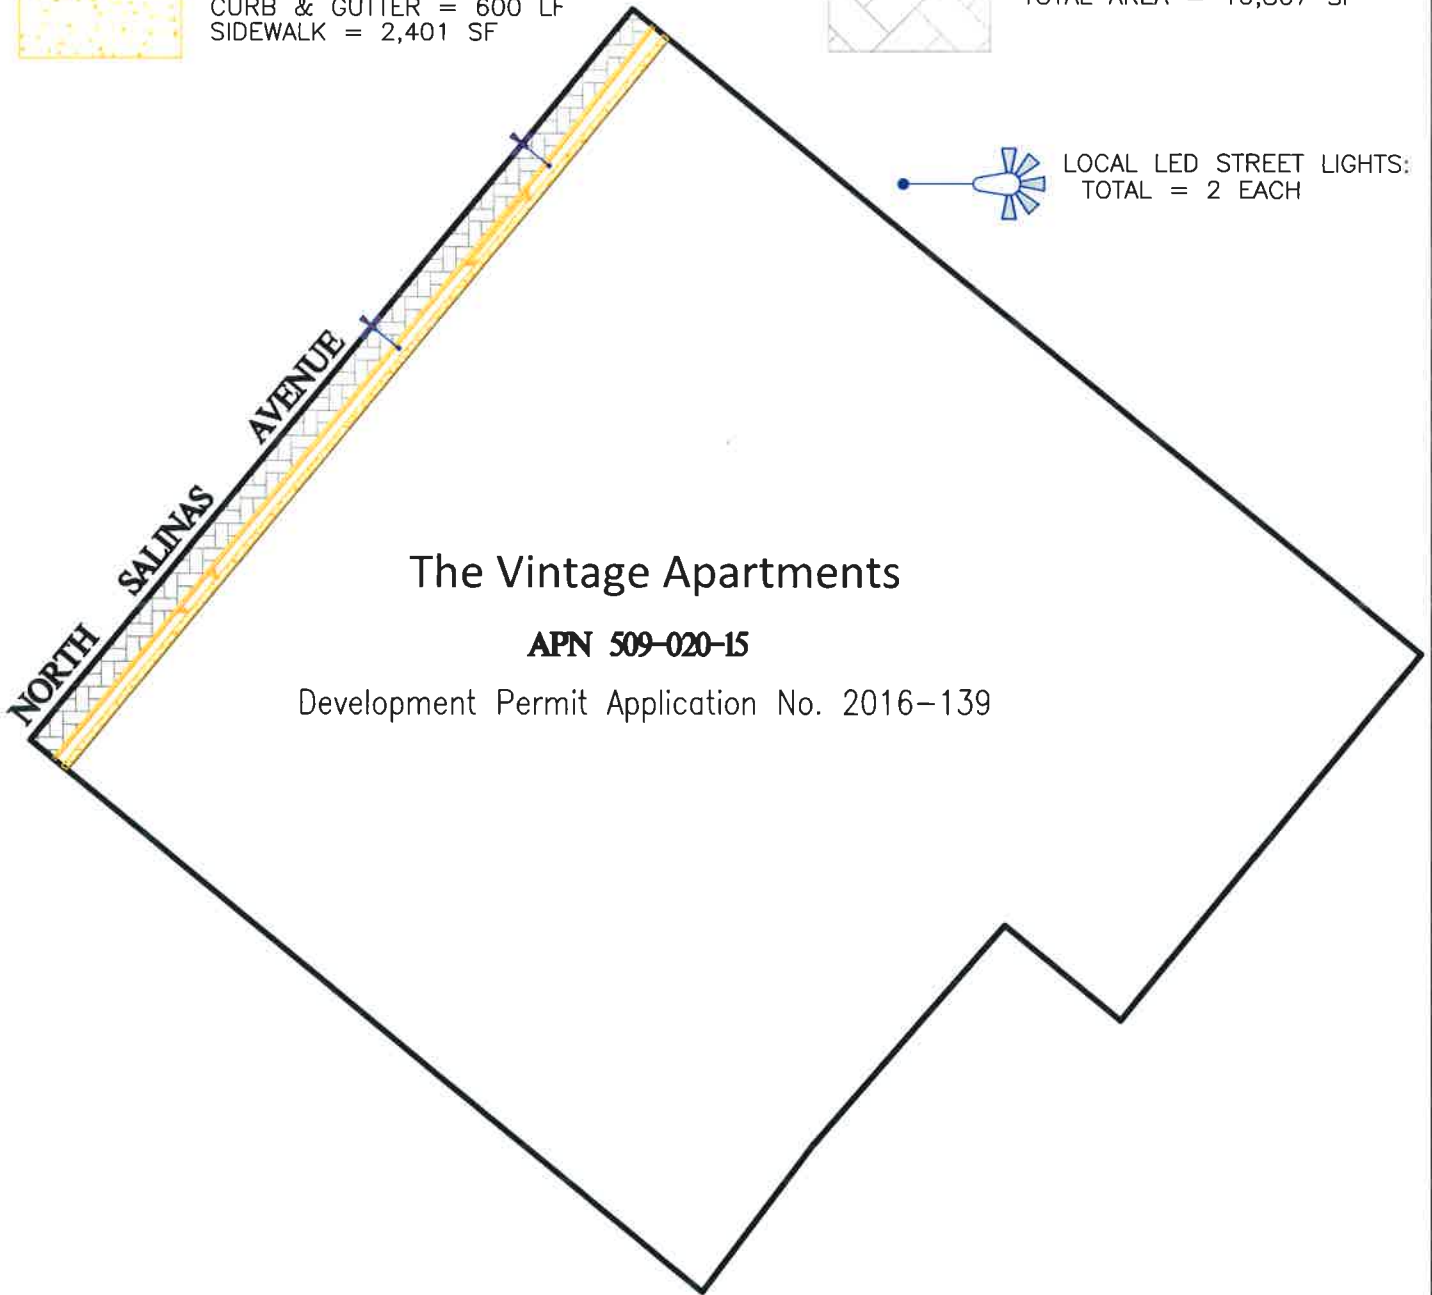 CURB & GUTTER = 600 LF
SIDEWALK = 2,401 SF
LOCAL LED STREET LIGHTS:
TOTAL = 2 EACH
NORTH SALINAS AVENUE
The Vintage Apartments
APN 509-020-15
Development Permit Application No. 2016-139